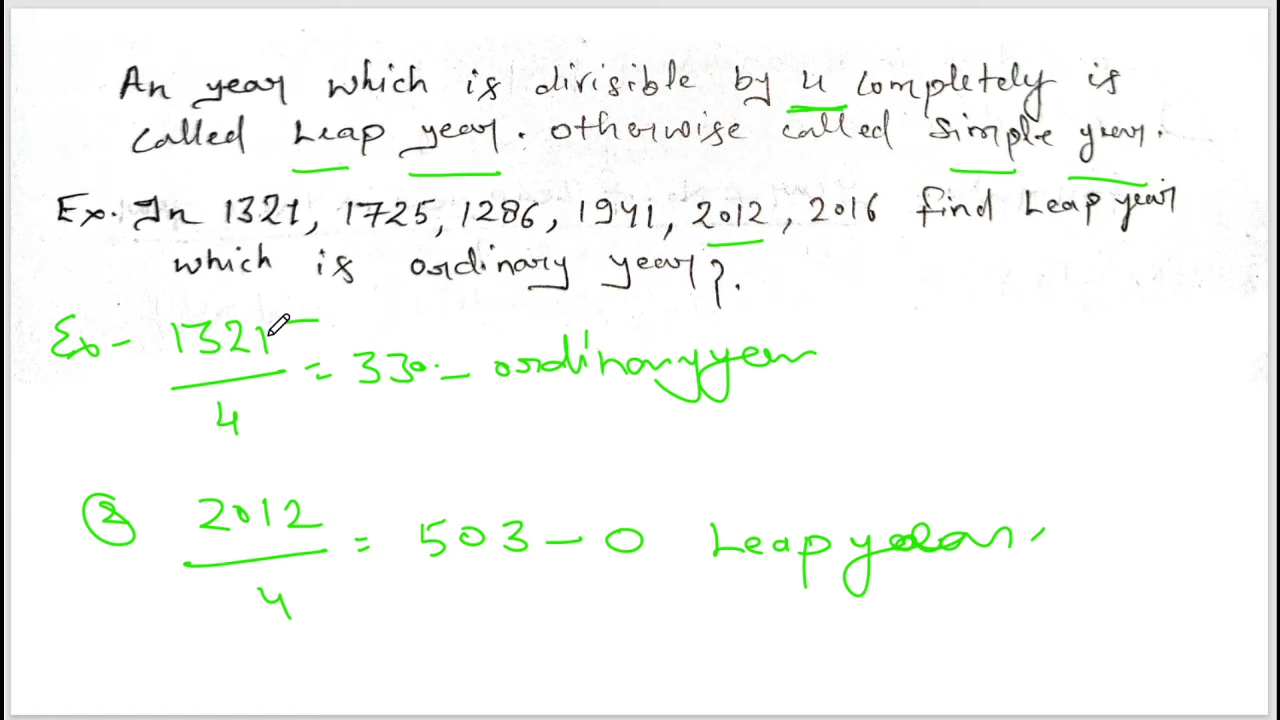 An year which is divisible by 4 completely is
called Leap year. otherwise called simple year.
Ex. In 1321, 1725, 1286, 1941, 2012, 2016 find Leap year
which is ordinary year?.
Ex - 1321
4
= 330. - ordinary year
2 2012
4
= 503 - 0 Leap year.